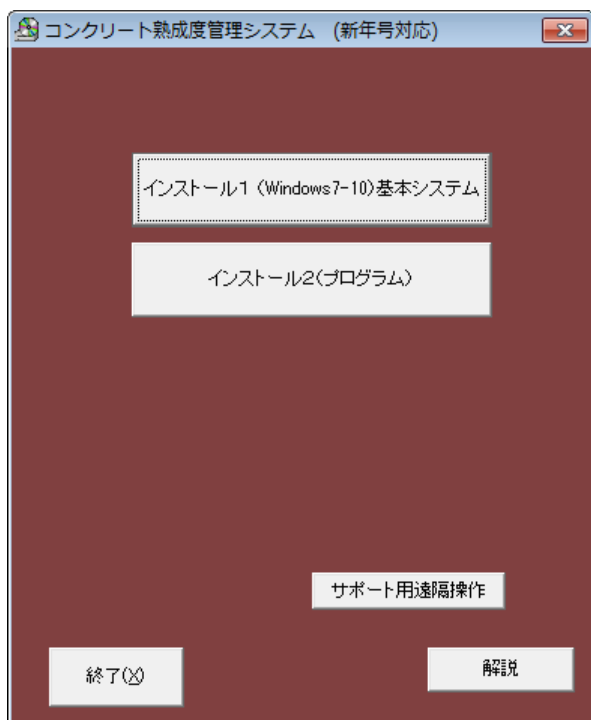 コンクリート熟成度管理システム (新年号対応)
インストール1（Windows7-10)基本システム
インストール2(プログラム)
サポート用遠隔操作
終了(X)
解説